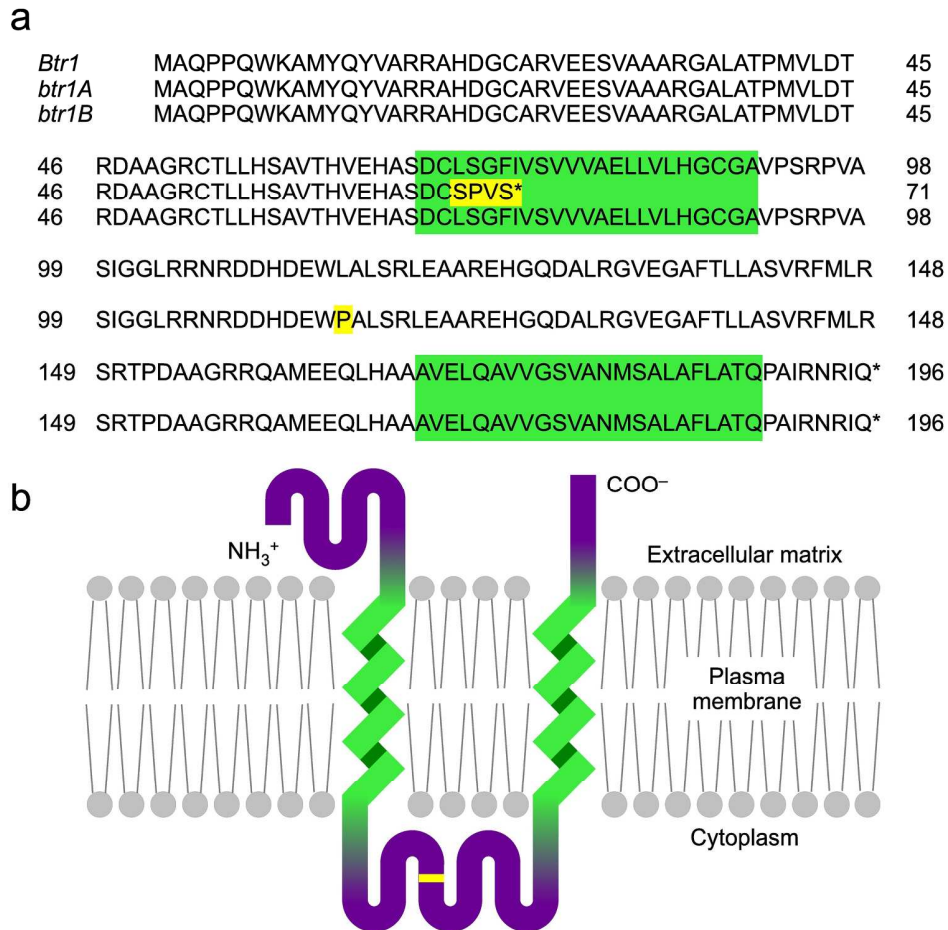 a
Btr1 MAQPPQWKAMYQYVARRAHDGCARVEESVAAARGALATPMVLDT 45
btr1A MAQPPQWKAMYQYVARRAHDGCARVEESVAAARGALATPMVLDT 45
btr1B MAQPPQWKAMYQYVARRAHDGCARVEESVAAARGALATPMVLDT 45
46 RDAAGRCTLLHSAVTHVEHASDCLSGFIVSVVVAELLVLHGCGAVPSRPVA 98
46 RDAAGRCTLLHSAVTHVEHASDCSPVS* 71
46 RDAAGRCTLLHSAVTHVEHASDCLSGFIVSVVVAELLVLHGCGAVPSRPVA 98
99 SIGGLRRNRDDHDEWLALSRLEAAREHGQDALRGVEGAFTLLASVRFMLR 148
99 SIGGLRRNRDDHDEWPALSRLEAAREHGQDALRGVEGAFTLLASVRFMLR 148
149 SRTPDAAGRRQAMEEQLHAAAVELQAVVGSVANMSALAFLATQPAIRNRIQ* 196
149 SRTPDAAGRRQAMEEQLHAAAVELQAVVGSVANMSALAFLATQPAIRNRIQ* 196
b
NH₃⁺
COO⁻
Extracellular matrix
Plasma
membrane
Cytoplasm